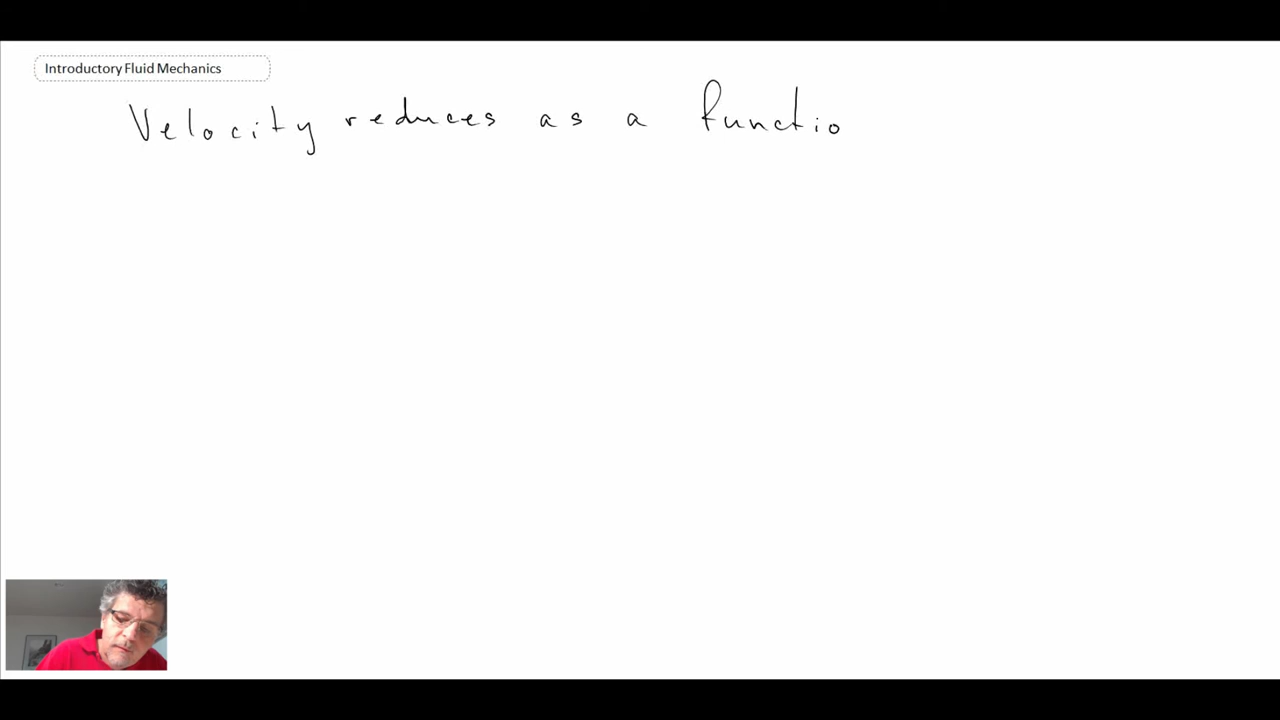 Introductory Fluid Mechanics
Velocity reduces as a functio